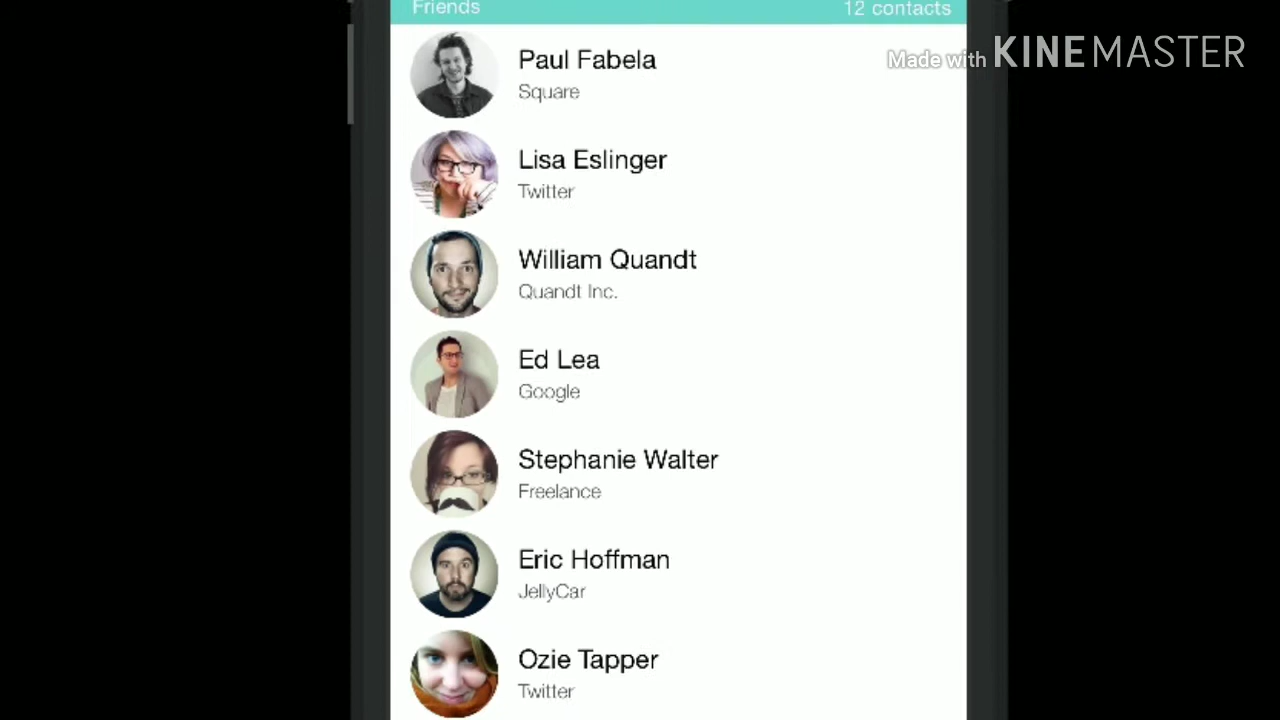 Friends 12 contacts
Made with KINEMASTER
Paul Fabela
Square
Lisa Eslinger
Twitter
William Quandt
Quandt Inc.
Ed Lea
Google
Stephanie Walter
Freelance
Eric Hoffman
JellyCar
Ozie Tapper
Twitter